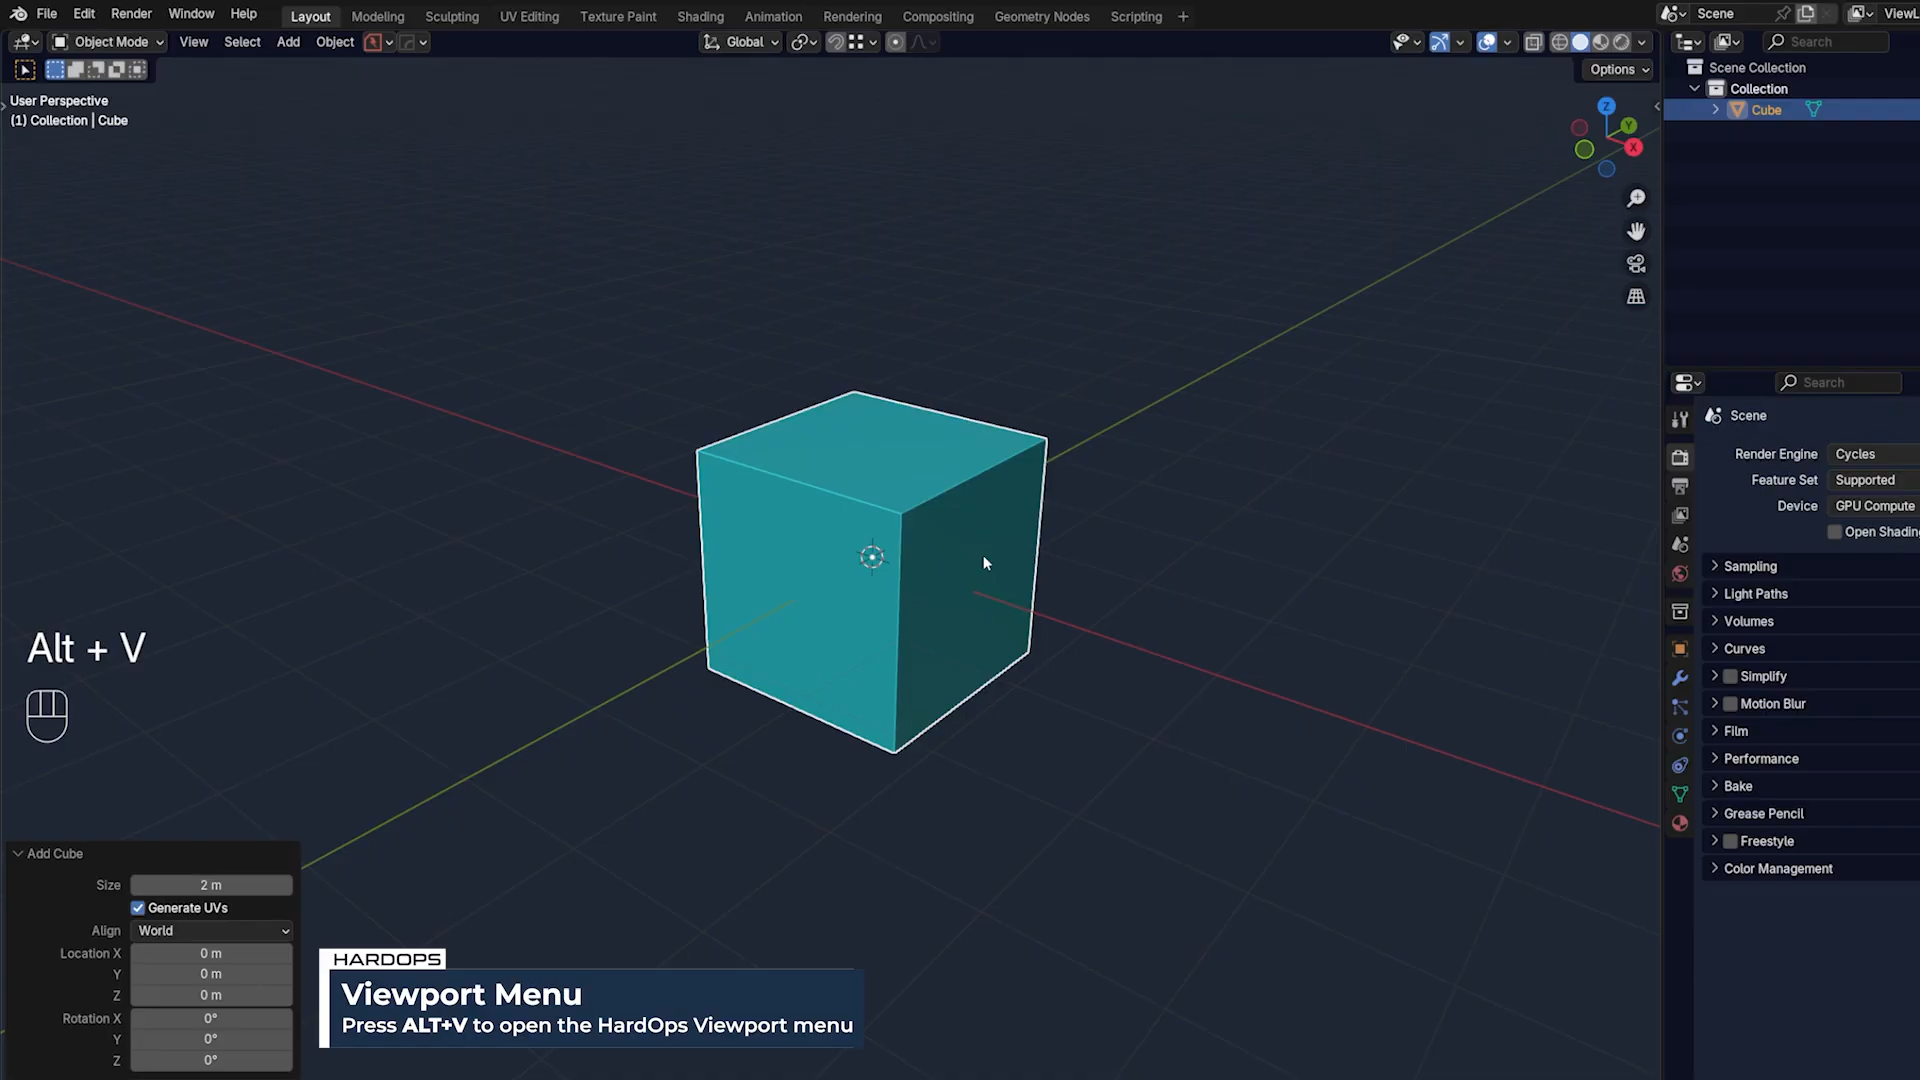 File Edit Render Window Help Layout Modeling Sculpting UV Editing Texture Paint Shading Animation Rendering Compositing Geometry Nodes Scripting + Scene
Object Mode View Select Add Object Global Search
Options
User Perspective
(1) Collection | Cube
Scene Collection
Collection
Cube
Z
Y
X
Search
Scene
Render Engine Cycles
Feature Set Supported
Device GPU Compute
Open Shading
Sampling
Light Paths
Volumes
Curves
Simplify
Motion Blur
Film
Performance
Bake
Grease Pencil
Freestyle
Color Management
Alt + V
Add Cube
Size 2 m
Generate UVs
Align World
Location X 0 m
Y 0 m
Z 0 m
Rotation X 0°
Y 0°
Z 0°
HARDOPS
Viewport Menu
Press ALT+V to open the HardOps Viewport menu